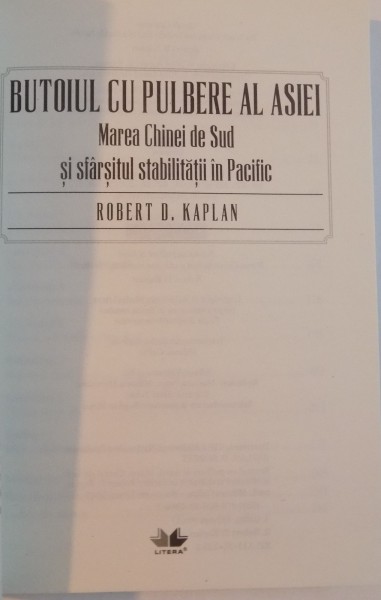 BUTOIUL CU PULBERE AL ASIEI
Marea Chinei de Sud
și sfârșitul stabilității în Pacific
ROBERT D. KAPLAN
LITERA®